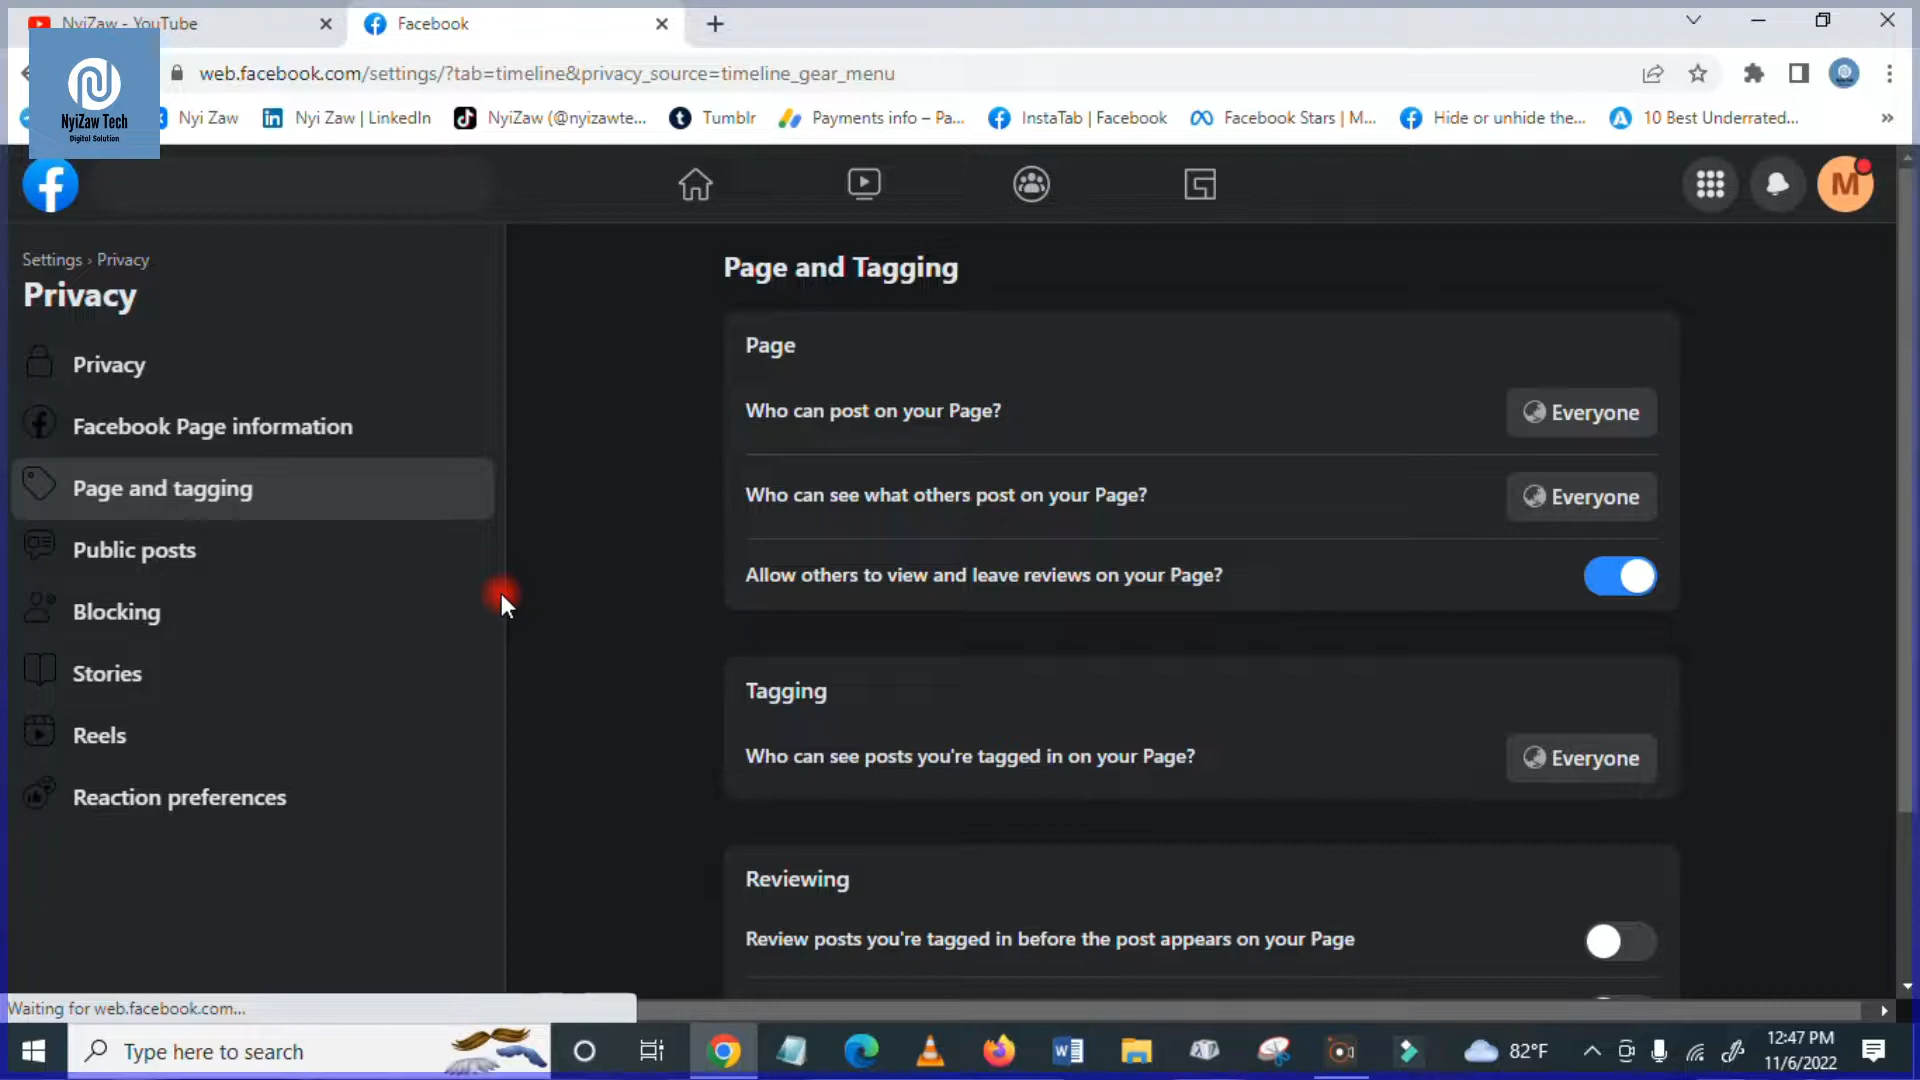 NyiZaw - YouTube
Facebook
web.facebook.com/settings/?tab=timeline&privacy_source=timeline_gear_menu
NyiZaw Tech
Digital Solution
Nyi Zaw
Nyi Zaw | LinkedIn
NyiZaw (@nyizawte...
Tumblr
Payments info – Pa...
InstaTab | Facebook
Facebook Stars | M...
Hide or unhide the...
10 Best Underrated...
M
Settings › Privacy
Privacy
Privacy
Facebook Page information
Page and tagging
Public posts
Blocking
Stories
Reels
Reaction preferences
Page and Tagging
Page
Who can post on your Page?
Everyone
Who can see what others post on your Page?
Everyone
Allow others to view and leave reviews on your Page?
Tagging
Who can see posts you're tagged in on your Page?
Everyone
Reviewing
Review posts you're tagged in before the post appears on your Page
Waiting for web.facebook.com...
Type here to search
82°F
12:47 PM
11/6/2022